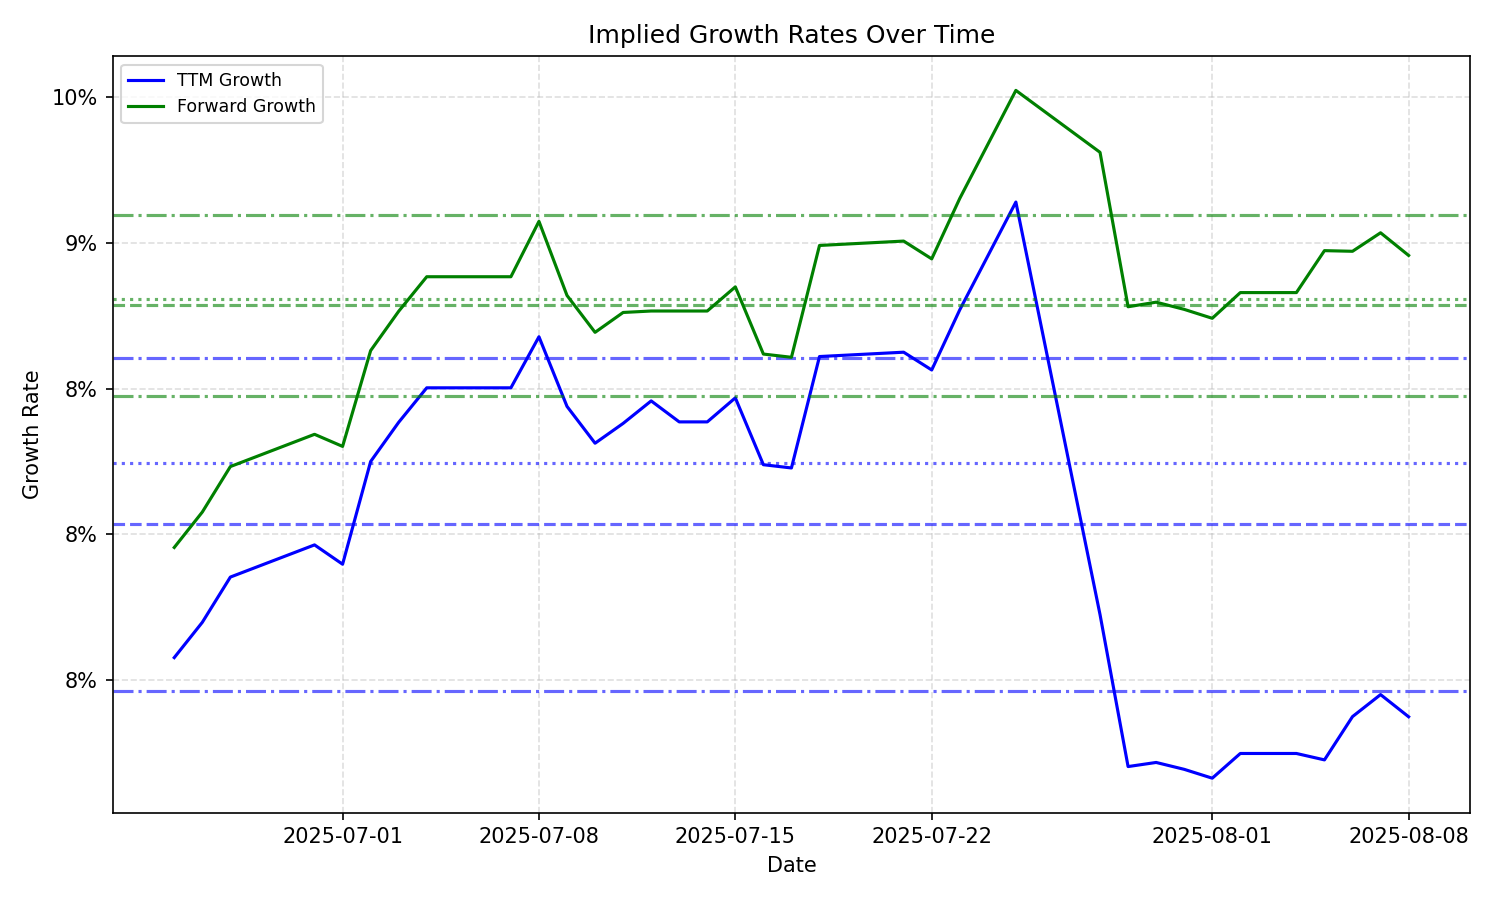 Implied Growth Rates Over Time
TTM Growth
Forward Growth
10%
9%
8%
8%
8%
Growth Rate
2025-07-01
2025-07-08
2025-07-15
2025-07-22
2025-08-01
2025-08-08
Date